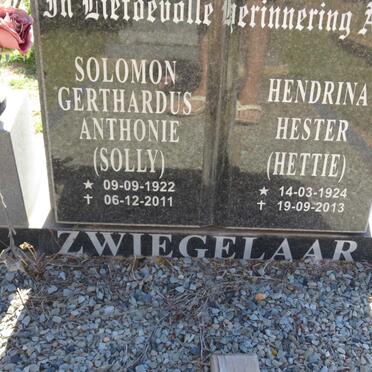 In Liefdevolle Herinnering A
SOLOMON
GERTHARDUS
ANTHONIE
(SOLLY)
★ 09-09-1922
✝ 06-12-2011
HENDRINA
HESTER
(HETTIE)
★ 14-03-1924
✝ 19-09-2013
ZWIEGELAAR